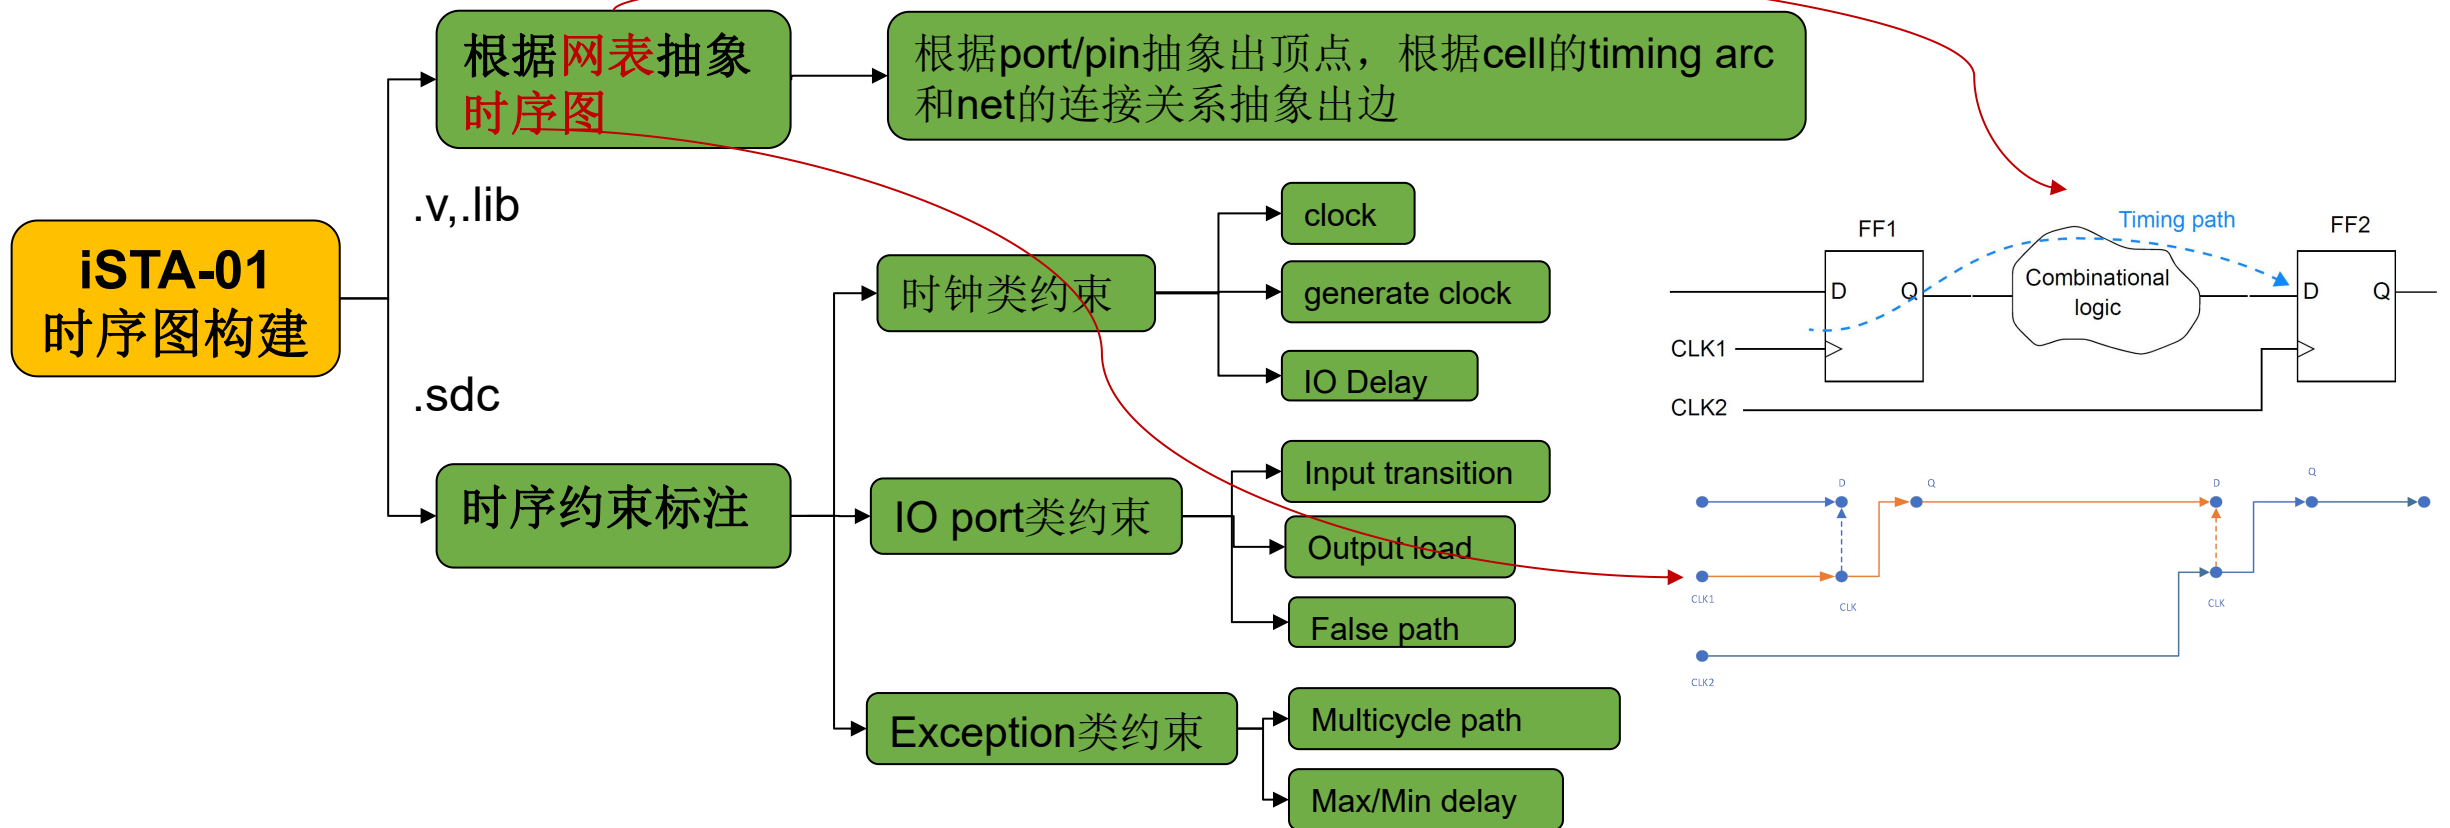 根据网表抽象
时序图
根据port/pin抽象出顶点，根据cell的timing arc
和net的连接关系抽象出边
.v,.lib
iSTA-01
时序图构建
.sdc
时序约束标注
时钟类约束
clock
generate clock
IO Delay
IO port类约束
Input transition
Output load
False path
Exception类约束
Multicycle path
Max/Min delay
Timing path
FF1
FF2
D
Q
Combinational
logic
D
Q
CLK1
CLK2
D
Q
D
Q
CLK1
CLK
CLK
CLK2